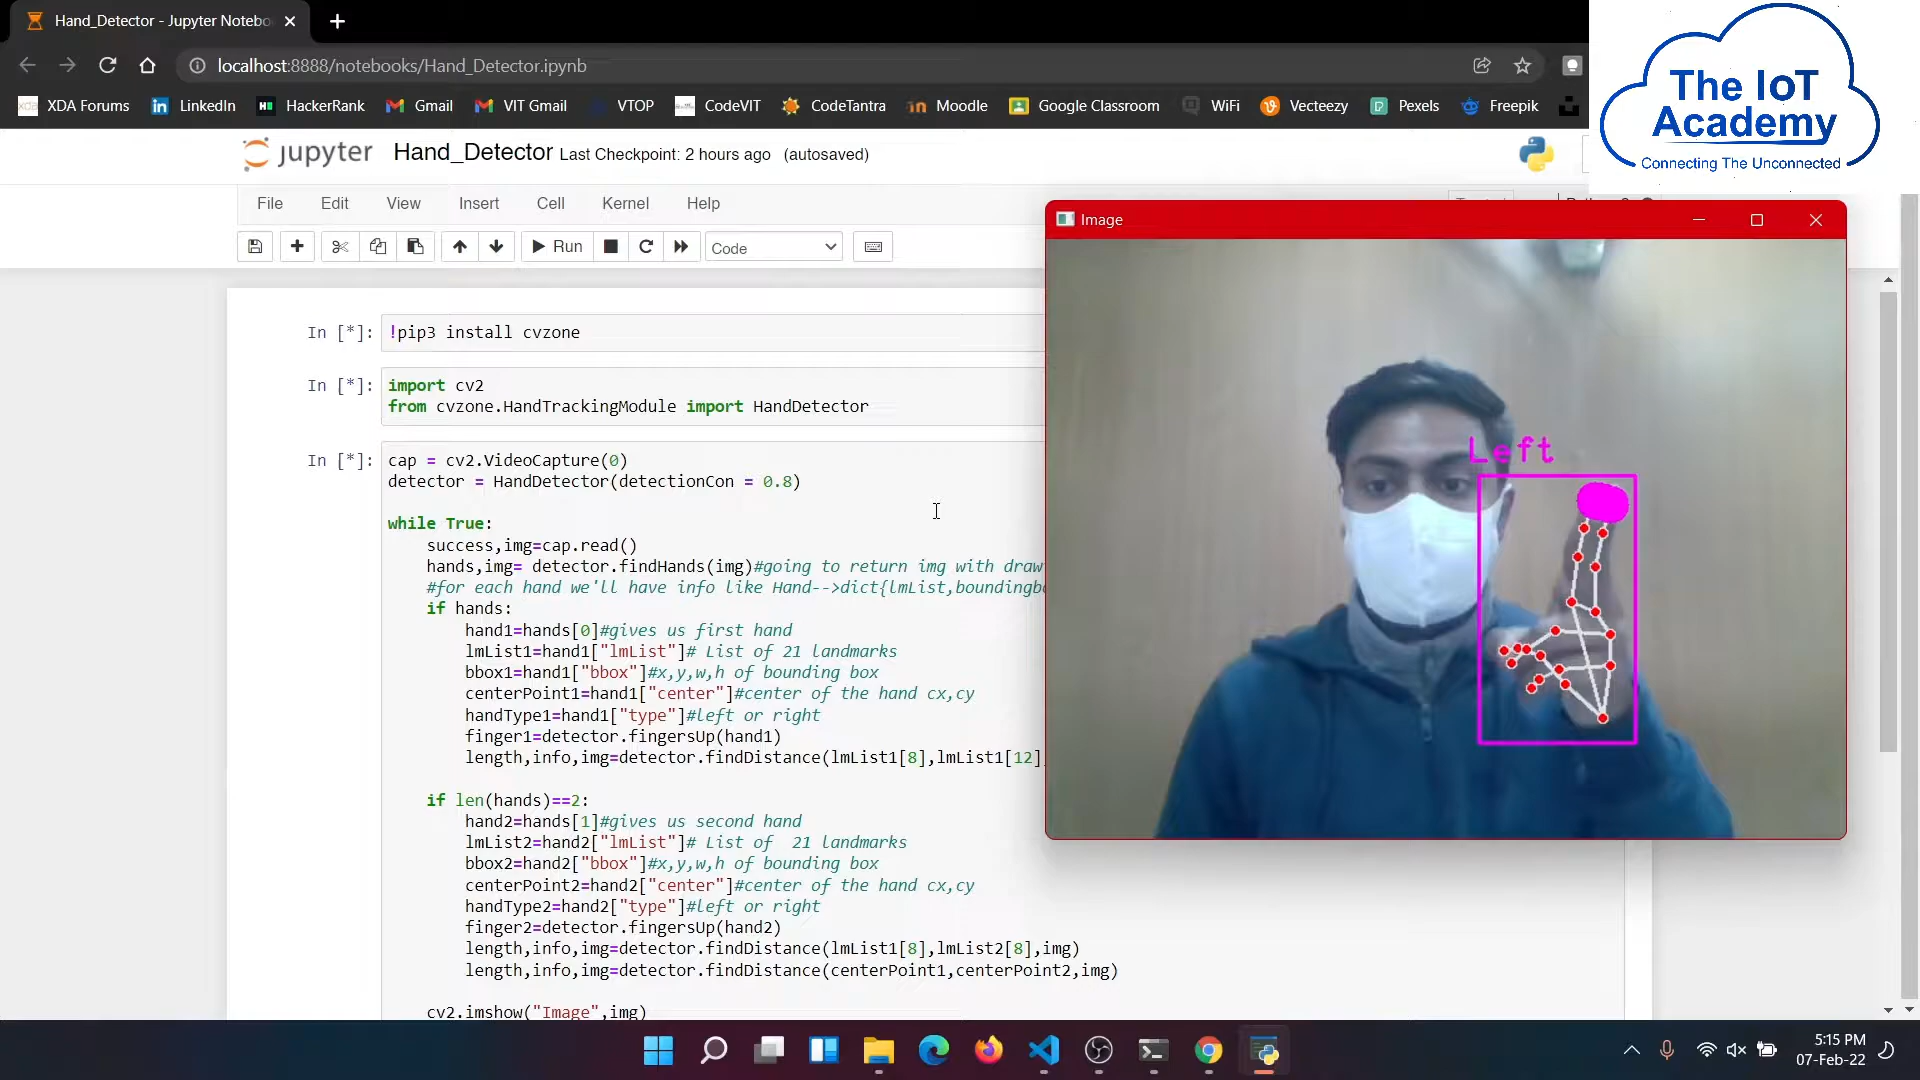 Hand_Detector - Jupyter Notebo
localhost:8888/notebooks/Hand_Detector.ipynb
XDA Forums LinkedIn HackerRank Gmail VIT Gmail VTOP CodeVIT CodeTantra Moodle Google Classroom WiFi Vecteezy Pexels Freepik
The IoT
Academy
Connecting The Unconnected
jupyter Hand_Detector Last Checkpoint: 2 hours ago (autosaved)
File Edit View Insert Cell Kernel Help
Run Code
Image
Left
In [*]: !pip3 install cvzone
In [*]: import cv2
from cvzone.HandTrackingModule import HandDetector
In [*]: cap = cv2.VideoCapture(0)
detector = HandDetector(detectionCon = 0.8)
while True:
success,img=cap.read()
hands,img= detector.findHands(img)#going to return img with draw
#for each hand we'll have info like Hand-->dict{lmList,boundingb
if hands:
hand1=hands[0]#gives us first hand
lmList1=hand1["lmList"]# List of 21 landmarks
bbox1=hand1["bbox"]#x,y,w,h of bounding box
centerPoint1=hand1["center"]#center of the hand cx,cy
handType1=hand1["type"]#left or right
finger1=detector.fingersUp(hand1)
length,info,img=detector.findDistance(lmList1[8],lmList1[12]
if len(hands)==2:
hand2=hands[1]#gives us second hand
lmList2=hand2["lmList"]# List of  21 landmarks
bbox2=hand2["bbox"]#x,y,w,h of bounding box
centerPoint2=hand2["center"]#center of the hand cx,cy
handType2=hand2["type"]#left or right
finger2=detector.fingersUp(hand2)
length,info,img=detector.findDistance(lmList1[8],lmList2[8],img)
length,info,img=detector.findDistance(centerPoint1,centerPoint2,img)
cv2.imshow("Image",img)
5:15 PM
07-Feb-22